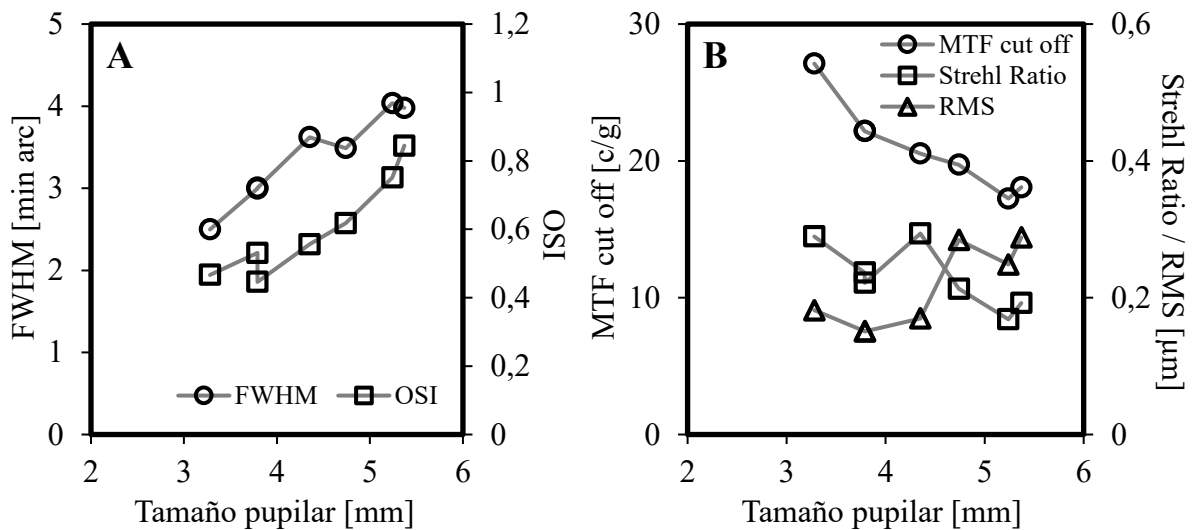 A
5
4
3
2
1
0
FWHM [min arc]
1,2
1
0,8
0,6
0,4
0,2
0
ISO
FWHM
OSI
2
3
4
5
6
Tamaño pupilar [mm]
B
30
20
10
0
MTF cut off [c/g]
MTF cut off
Strehl Ratio
RMS
0,6
0,4
0,2
0
Strehl Ratio / RMS [μm]
2
3
4
5
6
Tamaño pupilar [mm]